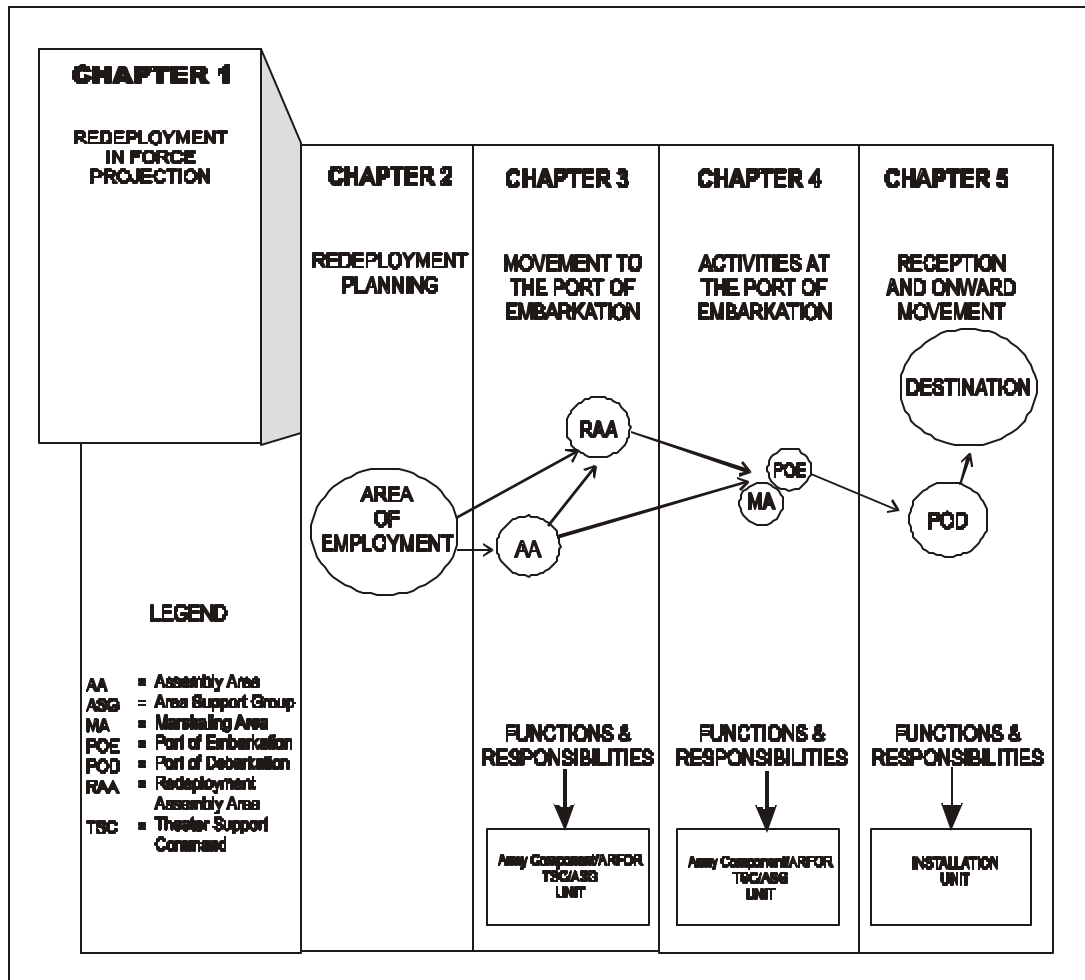 CHAPTER 1
REDEPLOYMENT
IN FORCE
PROJECTION
CHAPTER 2
REDEPLOYMENT
PLANNING
CHAPTER 3
MOVEMENT TO
THE PORT OF
EMBARKATION
CHAPTER 4
ACTIVITIES AT
THE PORT OF
EMBARKATION
CHAPTER 5
RECEPTION
AND ONWARD
MOVEMENT
AREA
OF
EMPLOYMENT
AA
RAA
MA
POE
POD
DESTINATION
LEGEND
AA = Assembly Area
ASG = Area Support Group
MA = Marshaling Area
POE = Port of Embarkation
POD = Port of Debarkation
RAA = Redeployment
Assembly Area
TSC = Theater Support
Command
FUNCTIONS &
RESPONSIBILITIES
Army Component/ARFOR
TSC/ASG
UNIT
FUNCTIONS &
RESPONSIBILITIES
Army Component/ARFOR
TSC/ASG
UNIT
FUNCTIONS &
RESPONSIBILITIES
INSTALLATION
UNIT